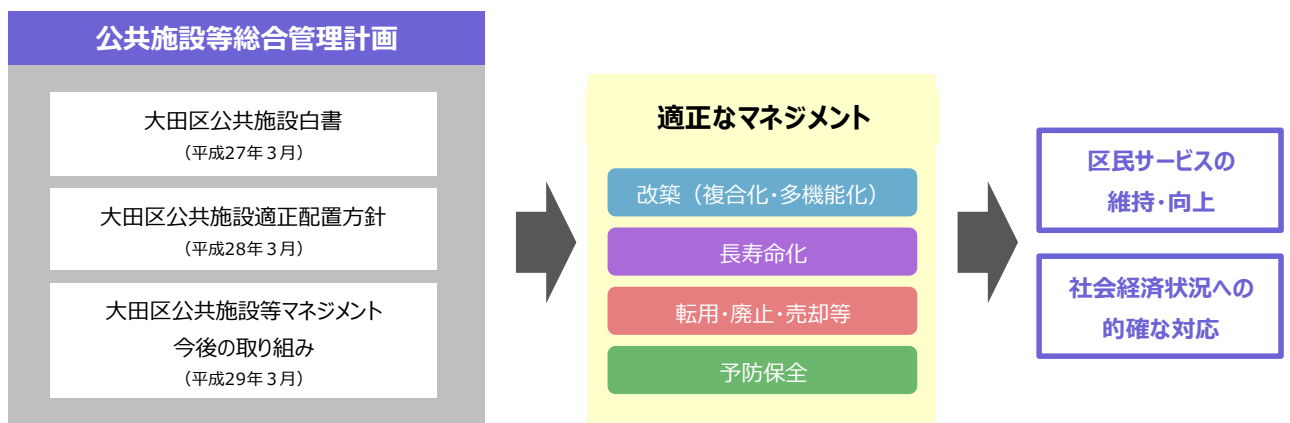 公共施設等総合管理計画
大田区公共施設白書
（平成27年３月）
大田区公共施設適正配置方針
（平成28年３月）
大田区公共施設等マネジメント
今後の取り組み
（平成29年３月）
適正なマネジメント
改築（複合化・多機能化）
長寿命化
転用・廃止・売却等
予防保全
区民サービスの
維持・向上
社会経済状況への
的確な対応